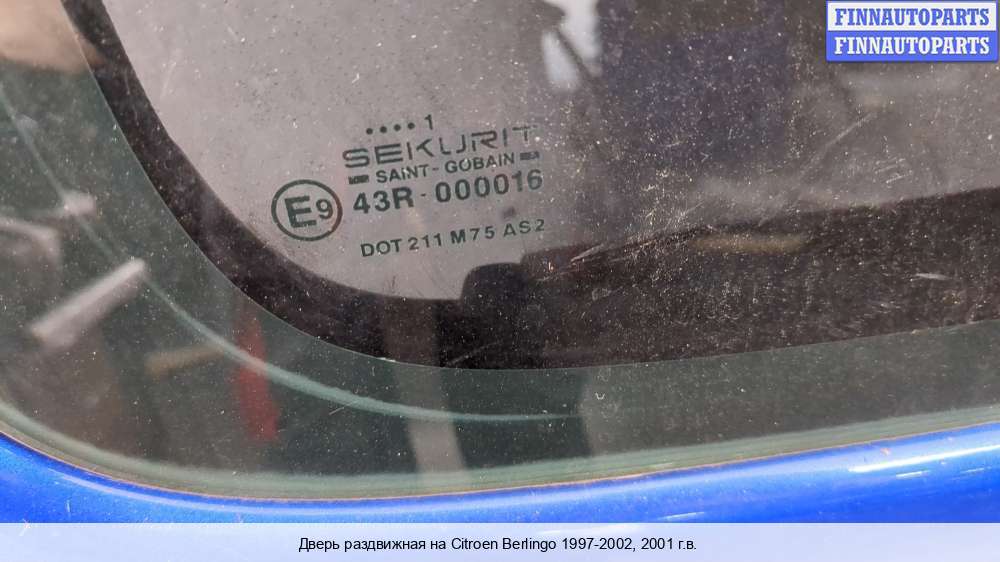 FINNAUTOPARTS
FINNAUTOPARTS
•••• 1
SEKURIT
SAINT-GOBAIN
E9 43R-000016
DOT 211 M75 AS2
Дверь раздвижная на Citroen Berlingo 1997-2002, 2001 г.в.